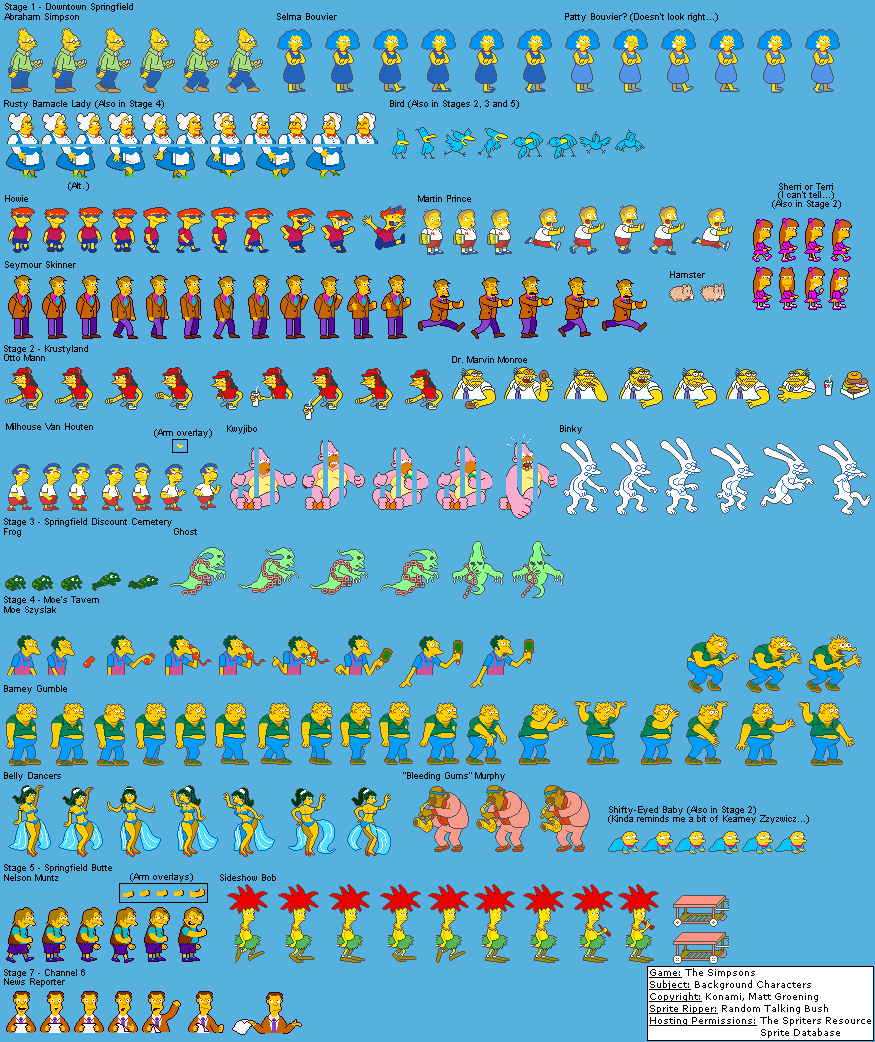 Stage 1 - Downtown Springfield
Abraham Simpson
Selma Bouvier
Patty Bouvier? (Doesn't look right...)
Rusty Barnacle Lady (Also in Stage 4)
Bird (Also in Stages 2, 3 and 5)
(Alt.)
Howie
Martin Prince
Sherri or Terri
(I can't tell...)
(Also in Stage 2)
Seymour Skinner
Hamster
Stage 2 - Krustyland
Otto Mann
Dr. Marvin Monroe
Milhouse Van Houten
(Arm overlay)
Kwyjibo
Binky
Stage 3 - Springfield Discount Cemetery
Frog
Ghost
Stage 4 - Moe's Tavern
Moe Szyslak
Barney Gumble
Belly Dancers
"Bleeding Gums" Murphy
Shifty-Eyed Baby (Also in Stage 2)
(Kinda reminds me a bit of Kearney Zzyzwicz...)
Stage 5 - Springfield Butte
Nelson Muntz
(Arm overlays)
Sideshow Bob
Stage 7 - Channel 6
News Reporter
Game: The Simpsons
Subject: Background Characters
Copyright: Konami, Matt Groening
Sprite Ripper: Random Talking Bush
Hosting Permissions: The Spriters Resource
Sprite Database